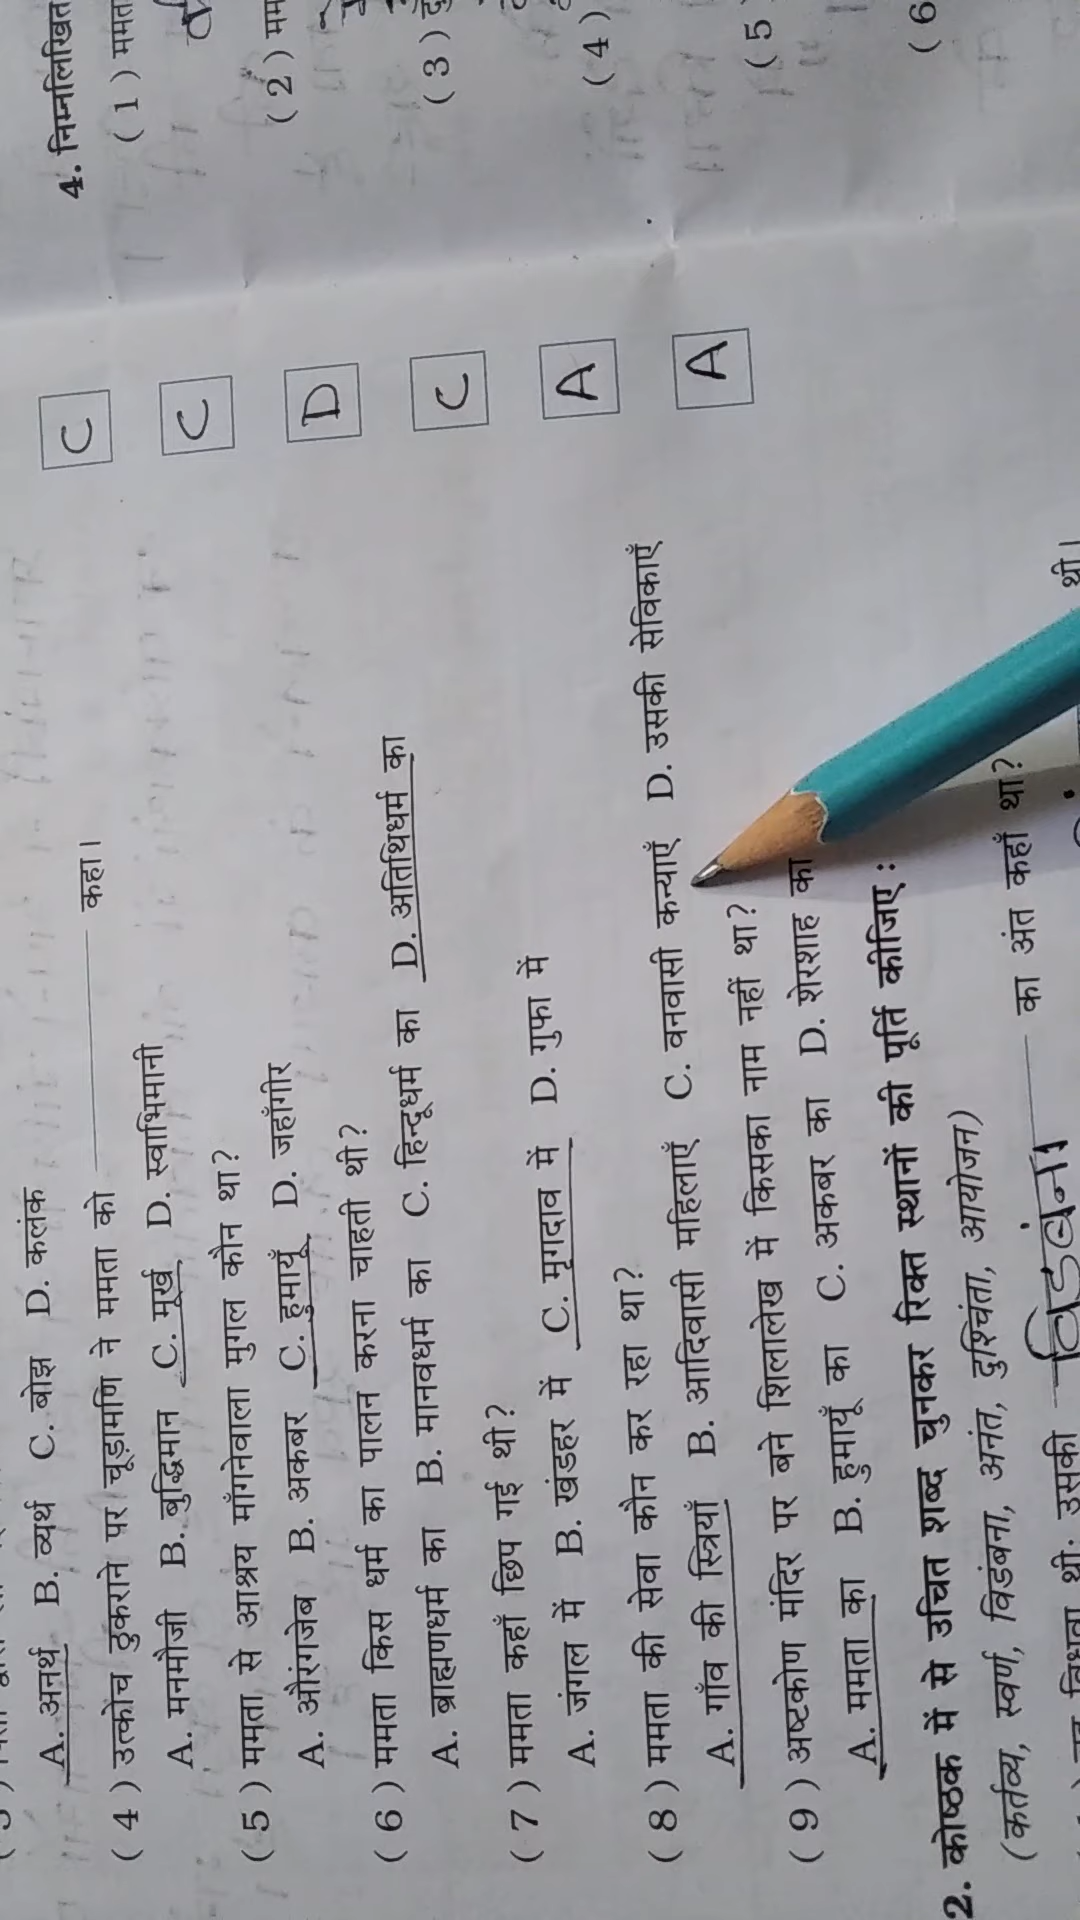 A. अनर्थ B. व्यर्थ C. बोझ D. कलंक
( 4 ) उत्कोच ठुकराने पर चूड़ामणि ने ममता को कहा। C
A. मनमौजी B. बुद्धिमान C. मूर्ख D. स्वाभिमानी
( 5 ) ममता से आश्रय माँगनेवाला मुगल कौन था? C
A. औरंगजेब B. अकबर C. हुमायूँ D. जहाँगीर
( 6 ) ममता किस धर्म का पालन करना चाहती थी? D
A. ब्राह्मणधर्म का B. मानवधर्म का C. हिन्दूधर्म का D. अतिथिधर्म का
( 7 ) ममता कहाँ छिप गई थी? C
A. जंगल में B. खंडहर में C. मृगदाव में D. गुफा में
( 8 ) ममता की सेवा कौन कर रहा था? A
A. गाँव की स्त्रियाँ B. आदिवासी महिलाएँ C. वनवासी कन्याएँ D. उसकी सेविकाएँ
( 9 ) अष्टकोण मंदिर पर बने शिलालेख में किसका नाम नहीं था? A
A. ममता का B. हुमायूँ का C. अकबर का D. शेरशाह का
2. कोष्ठक में से उचित शब्द चुनकर रिक्त स्थानों की पूर्ति कीजिए :
(कर्तव्य, स्वर्ण, विडंबना, अनंत, दुश्चिंता, आयोजन)
विधवा थी; उसकी विडंबना का अंत कहाँ था?
थी।
4. निम्नलिखित
( 1 ) ममता
( 2 ) मम
( 3 )
( 4 )
( 5
( 6